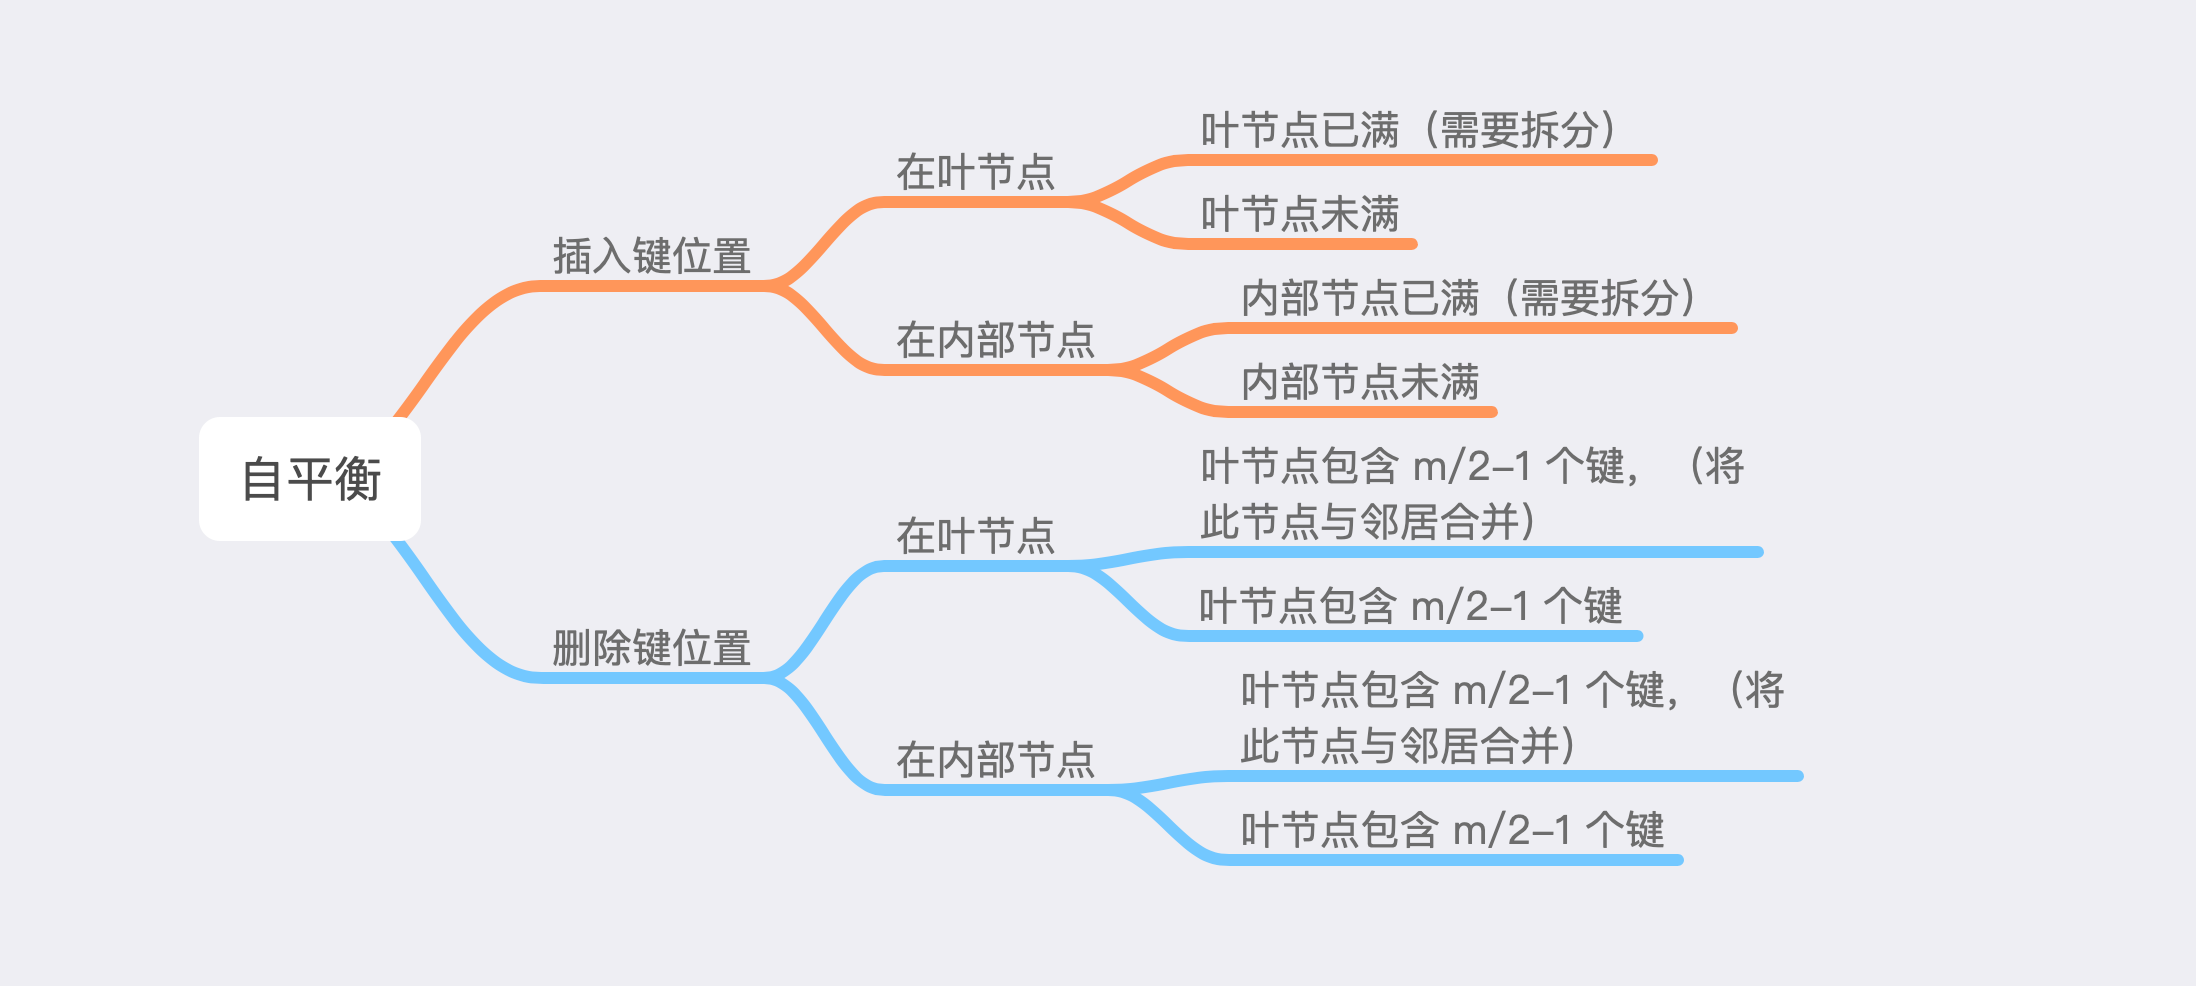 自平衡
插入键位置
在叶节点
叶节点已满（需要拆分）
叶节点未满
在内部节点
内部节点已满（需要拆分）
内部节点未满
删除键位置
在叶节点
叶节点包含 m/2-1 个键，（将
此节点与邻居合并）
叶节点包含 m/2-1 个键
在内部节点
叶节点包含 m/2-1 个键，（将
此节点与邻居合并）
叶节点包含 m/2-1 个键